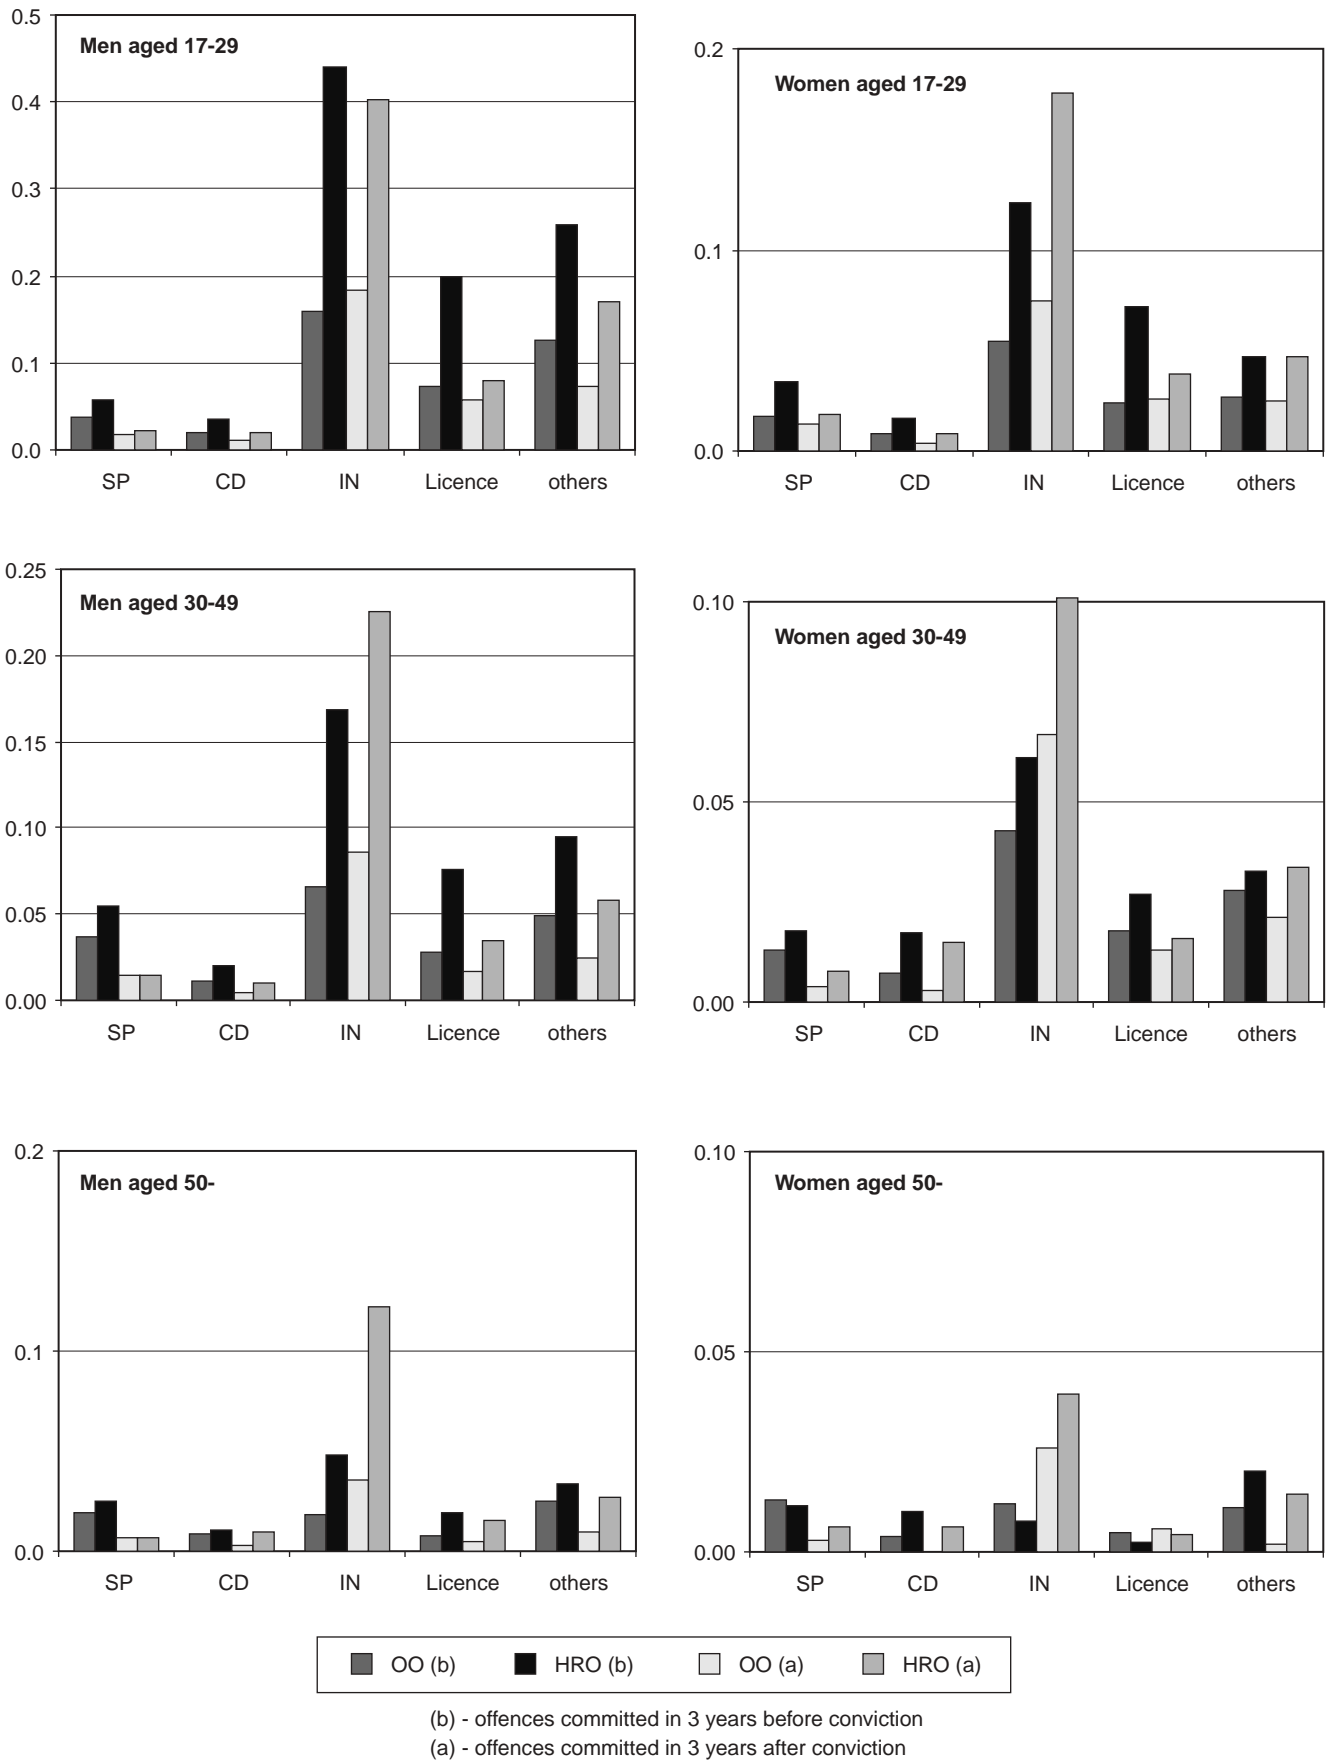 Men aged 17-29
0.5
0.4
0.3
0.2
0.1
0.0
SP CD IN Licence others
Women aged 17-29
0.2
0.1
0.0
SP CD IN Licence others
Men aged 30-49
0.25
0.20
0.15
0.10
0.05
0.00
SP CD IN Licence others
Women aged 30-49
0.10
0.05
0.00
SP CD IN Licence others
Men aged 50-
0.2
0.1
0.0
SP CD IN Licence others
Women aged 50-
0.10
0.05
0.00
SP CD IN Licence others
OO (b) HRO (b) OO (a) HRO (a)
(b) - offences committed in 3 years before conviction
(a) - offences committed in 3 years after conviction